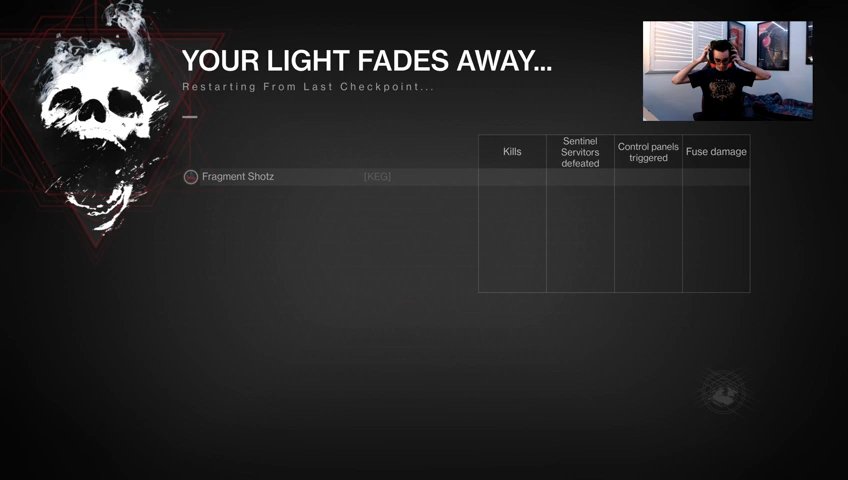 YOUR LIGHT FADES AWAY...
Restarting From Last Checkpoint...
Kills
Sentinel
Servitors
defeated
Control panels
triggered
Fuse damage
Fragment Shotz [KEG]